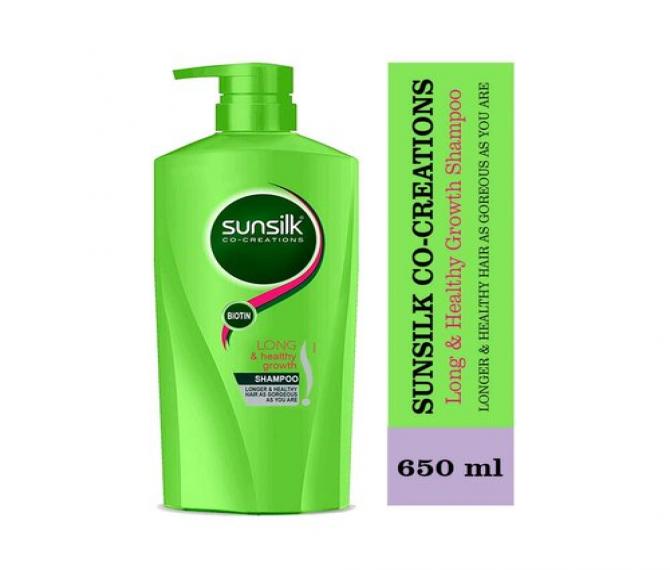 sunsilk
CO-CREATIONS
BIOTIN
LONG
& healthy
growth
SHAMPOO
LONGER & HEALTHY
HAIR AS GORGEOUS
AS YOU ARE
SUNSILK CO-CREATIONS
Long & Healthy Growth Shampoo
LONGER & HEALTHY HAIR AS GOREOUS AS YOU ARE
650 ml